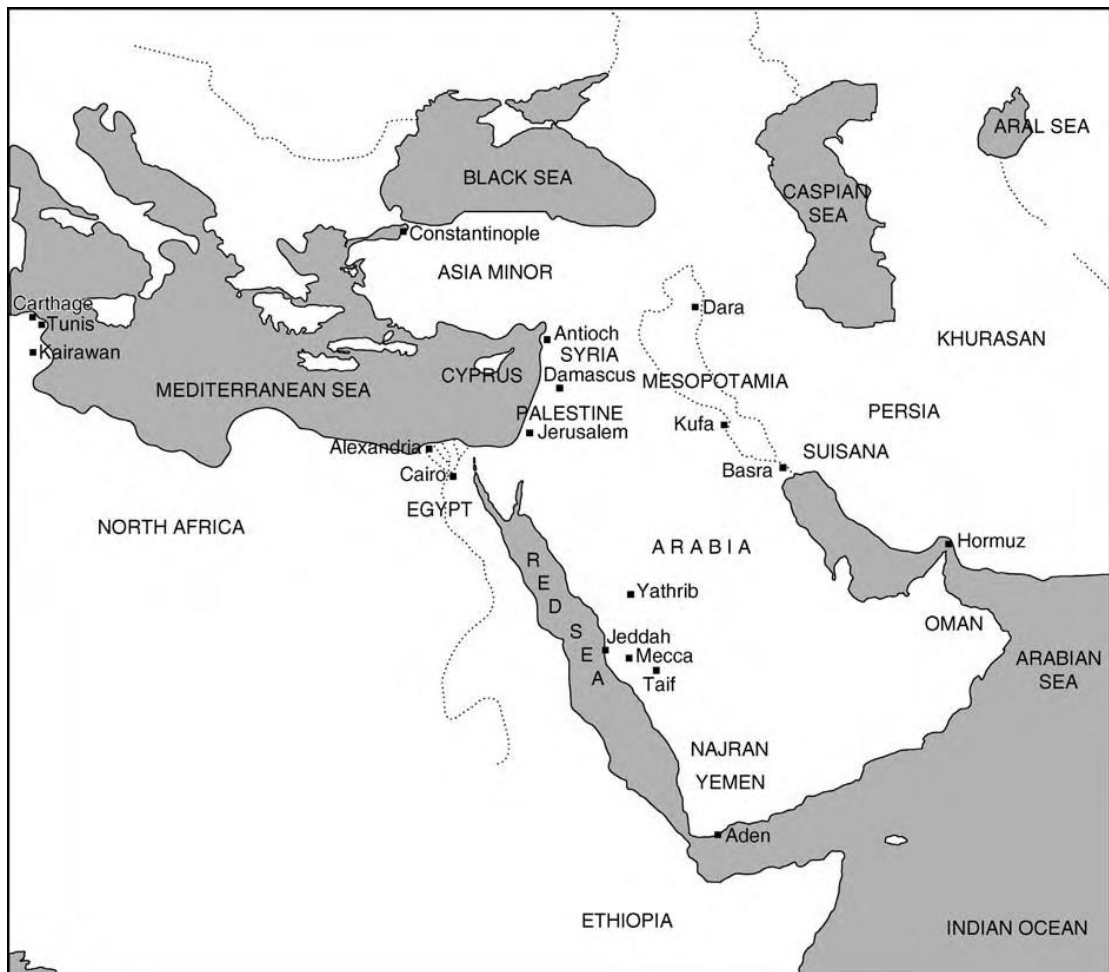 ARAL SEA
BLACK SEA
CASPIAN
SEA
Constantinople
ASIA MINOR
Carthage
Tunis
Kairawan
Dara
Antioch
SYRIA
KHURASAN
MEDITERRANEAN SEA
CYPRUS
Damascus
MESOPOTAMIA
PALESTINE
Jerusalem
PERSIA
Kufa
Alexandria
SUISANA
Basra
Cairo
EGYPT
NORTH AFRICA
ARABIA
Hormuz
RED SEA
Yathrib
OMAN
Jeddah
Mecca
Taif
ARABIAN
SEA
NAJRAN
YEMEN
Aden
ETHIOPIA
INDIAN OCEAN